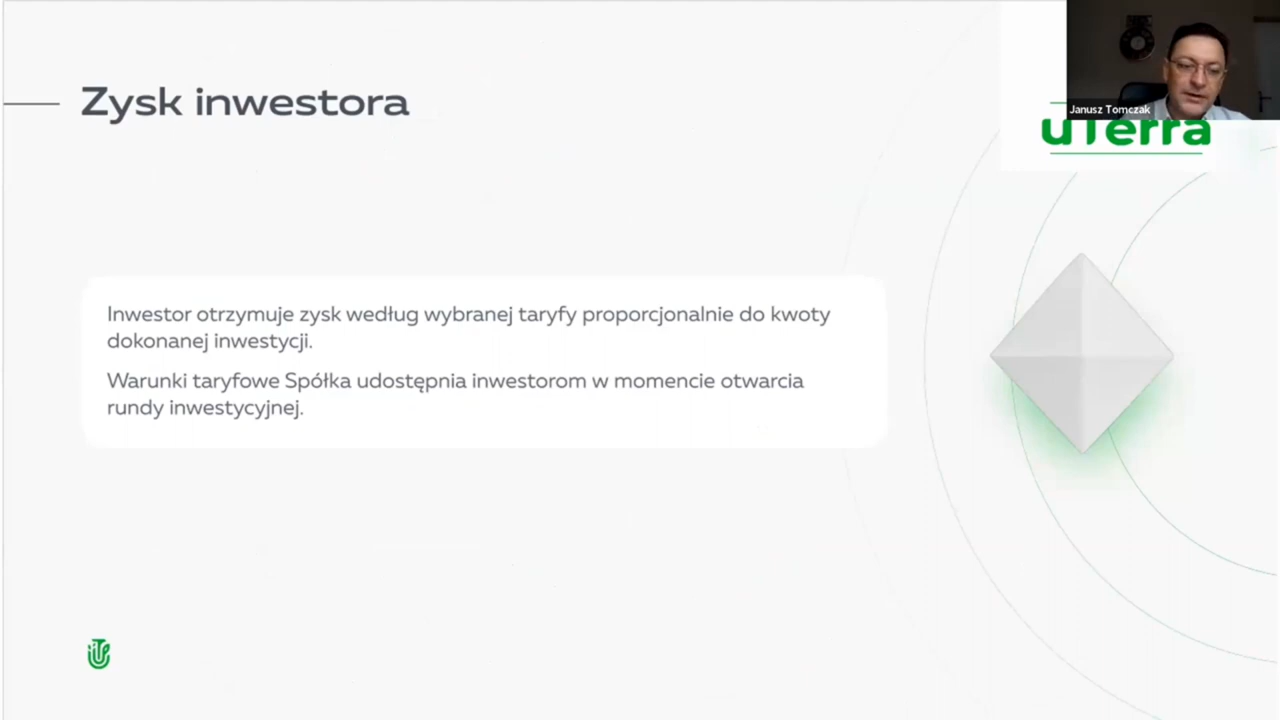 Zysk inwestora
Janusz Tomczak
uTerra
Inwestor otrzymuje zysk według wybranej taryfy proporcjonalnie do kwoty
dokonanej inwestycji.
Warunki taryfowe Spółka udostępnia inwestorom w momencie otwarcia
rundy inwestycyjnej.